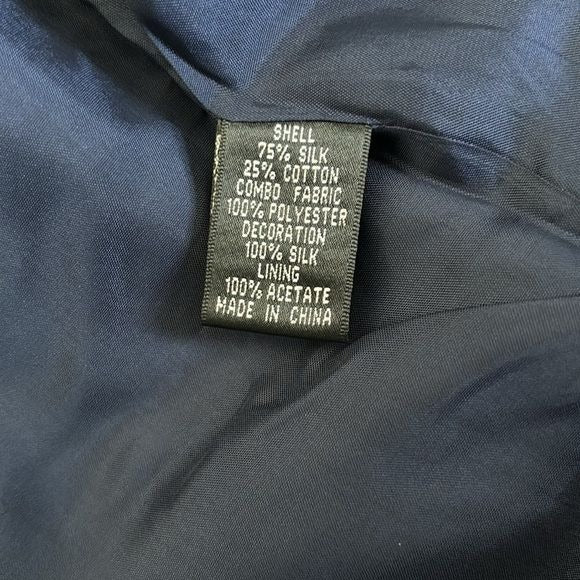 SHELL
75% SILK
25% COTTON
COMBO FABRIC
100% POLYESTER
DECORATION
100% SILK
LINING
100% ACETATE
MADE IN CHINA